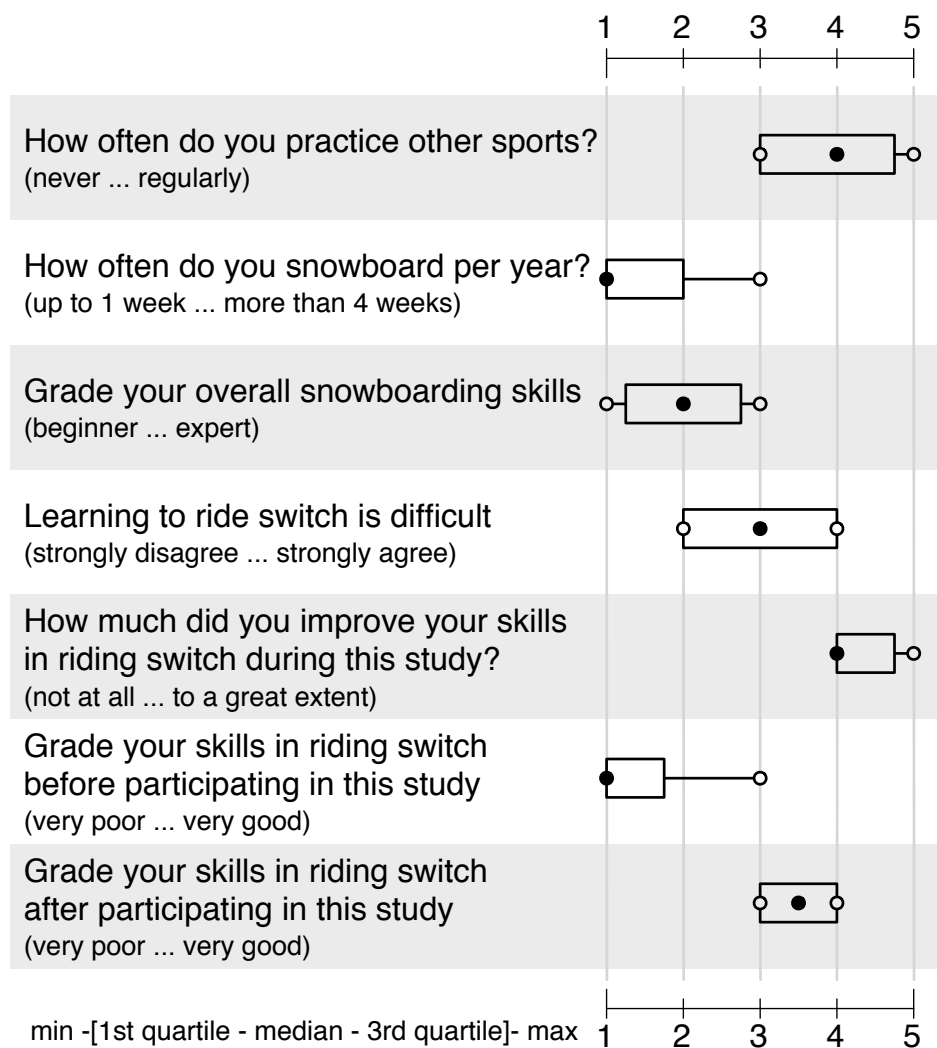 1 2 3 4 5
How often do you practice other sports?
(never ... regularly)
How often do you snowboard per year?
(up to 1 week ... more than 4 weeks)
Grade your overall snowboarding skills
(beginner ... expert)
Learning to ride switch is difficult
(strongly disagree ... strongly agree)
How much did you improve your skills
in riding switch during this study?
(not at all ... to a great extent)
Grade your skills in riding switch
before participating in this study
(very poor ... very good)
Grade your skills in riding switch
after participating in this study
(very poor ... very good)
min -[1st quartile - median - 3rd quartile]- max 1 2 3 4 5